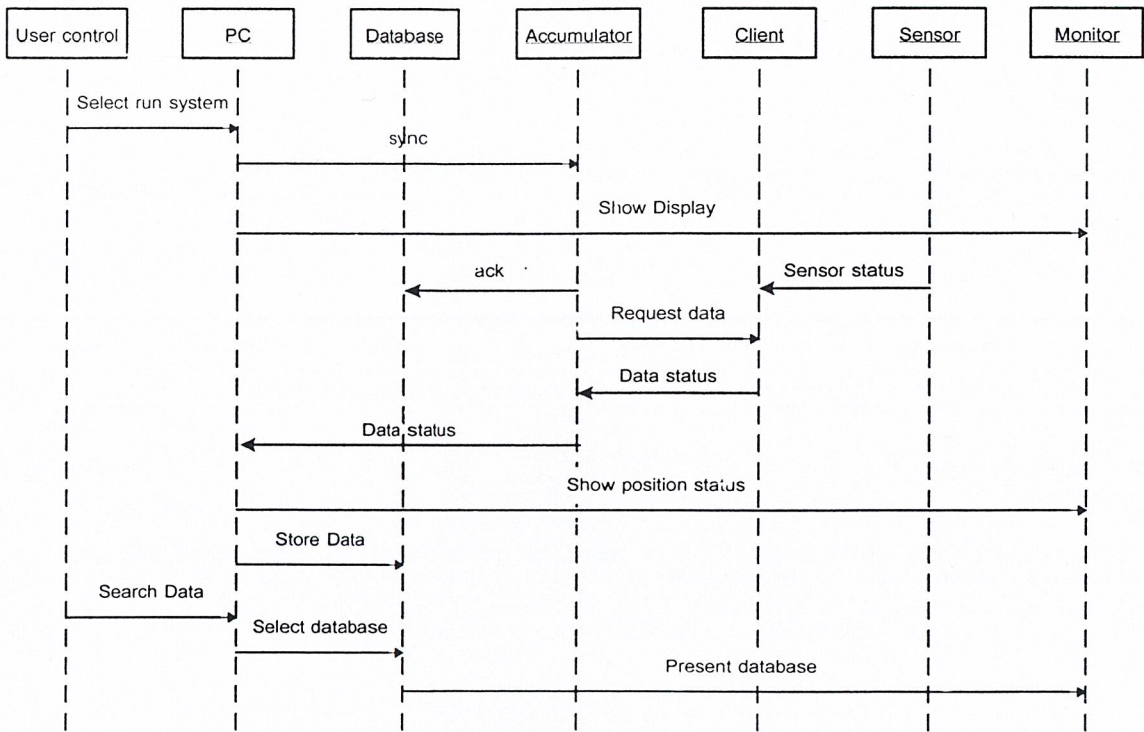 User control PC Database Accumulator Client Sensor Monitor
Select run system
sync
Show Display
ack
Sensor status
Request data
Data status
Data status
Show position status
Store Data
Search Data
Select database
Present database